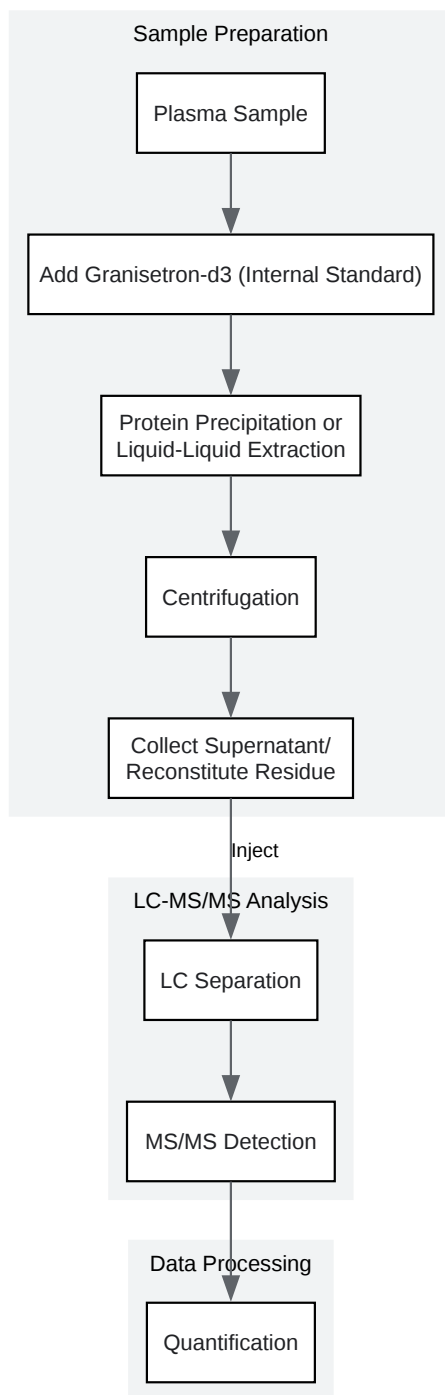 Sample Preparation
Plasma Sample
Add Granisetron-d3 (Internal Standard)
Protein Precipitation or
Liquid-Liquid Extraction
Centrifugation
Collect Supernatant/
Reconstitute Residue
Inject
LC-MS/MS Analysis
LC Separation
MS/MS Detection
Data Processing
Quantification